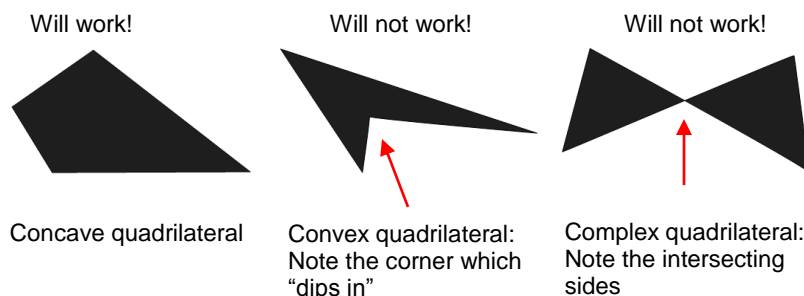 Will work!
Will not work!
Will not work!
Concave quadrilateral
Convex quadrilateral:
Note the corner which
“dips in”
Complex quadrilateral:
Note the intersecting
sides